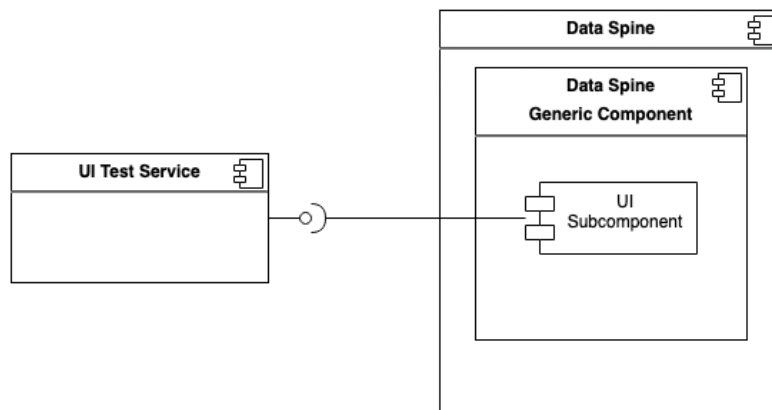 Data Spine
Data Spine
Generic Component
UI Test Service
UI
Subcomponent